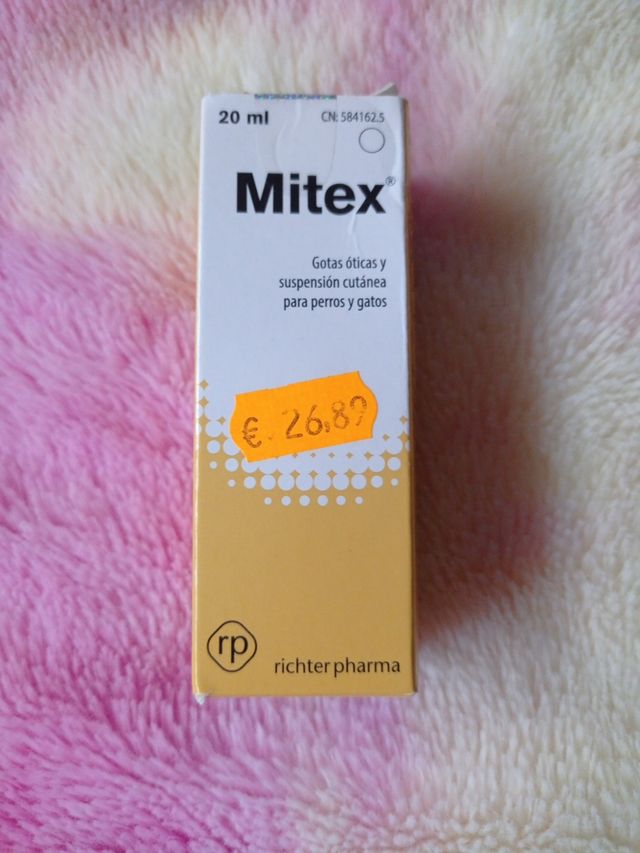 20 ml CN: 584162.5
Mitex®
Gotas óticas y
suspensión cutánea
para perros y gatos
€ 26,89
rp
richter pharma